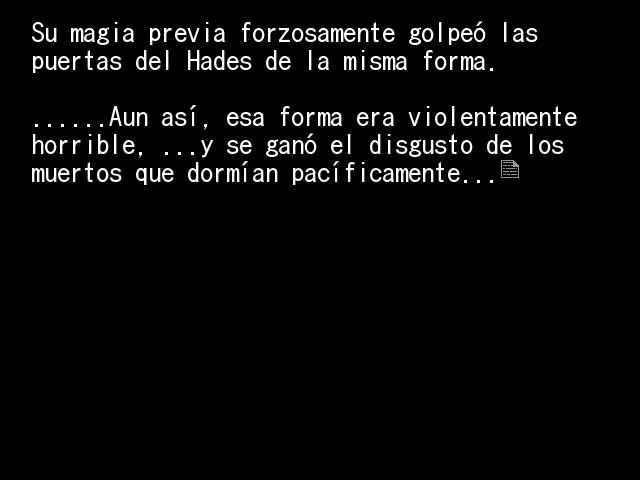 Su magia previa forzosamente golpeó las
puertas del Hades de la misma forma.
......Aun así, esa forma era violentamente
horrible, ...y se ganó el disgusto de los
muertos que dormían pacíficamente...